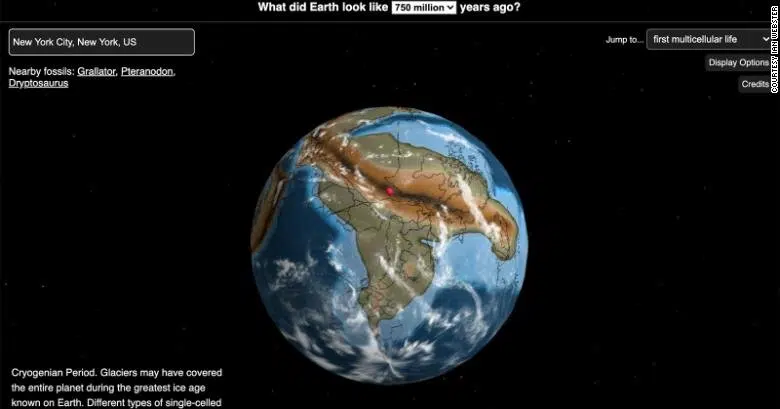 What did Earth look like 750 million years ago?
New York City, New York, US
Jump to... first multicellular life
Nearby fossils: Grallator, Pteranodon,
Dryptosaurus
Display Options
Credits
COURTESY IAN WEBSTER
Cryogenian Period. Glaciers may have covered
the entire planet during the greatest ice age
known on Earth. Different types of single-celled